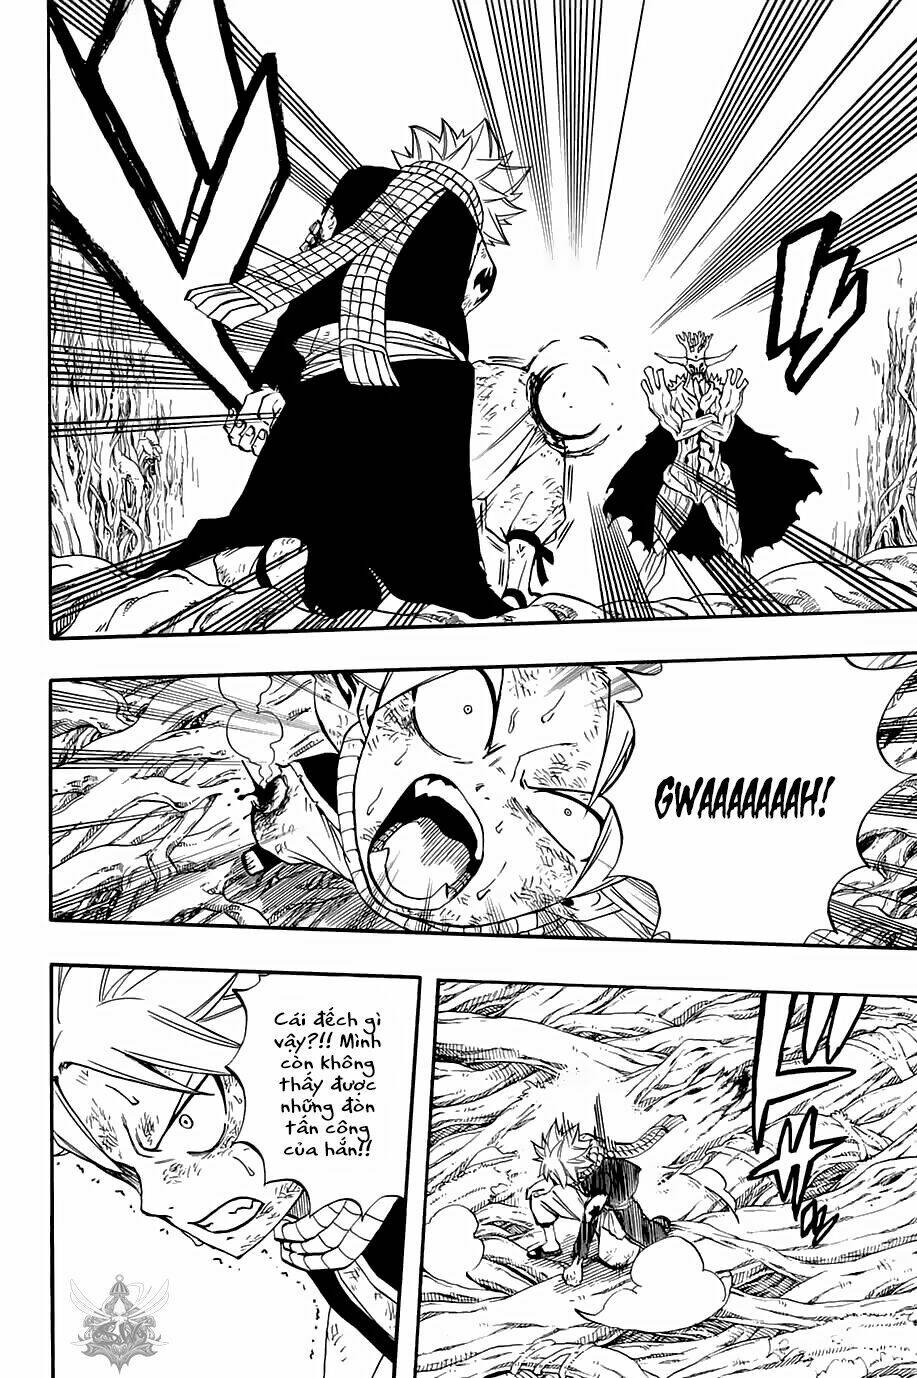 GWAAAAAAAH!
Cái đếch gì
vậy?!! Mình
còn không
thấy được
những đòn
tấn công
của hắn!!